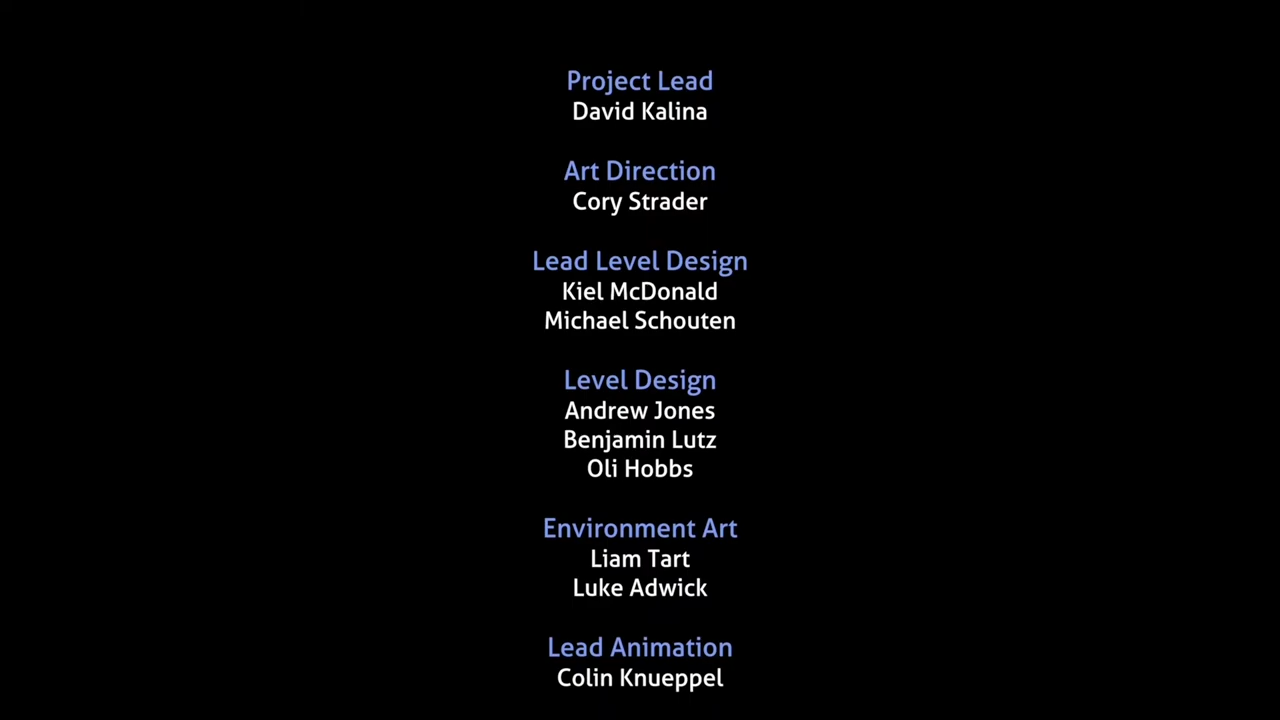 Project Lead
David Kalina
Art Direction
Cory Strader
Lead Level Design
Kiel McDonald
Michael Schouten
Level Design
Andrew Jones
Benjamin Lutz
Oli Hobbs
Environment Art
Liam Tart
Luke Adwick
Lead Animation
Colin Knueppel